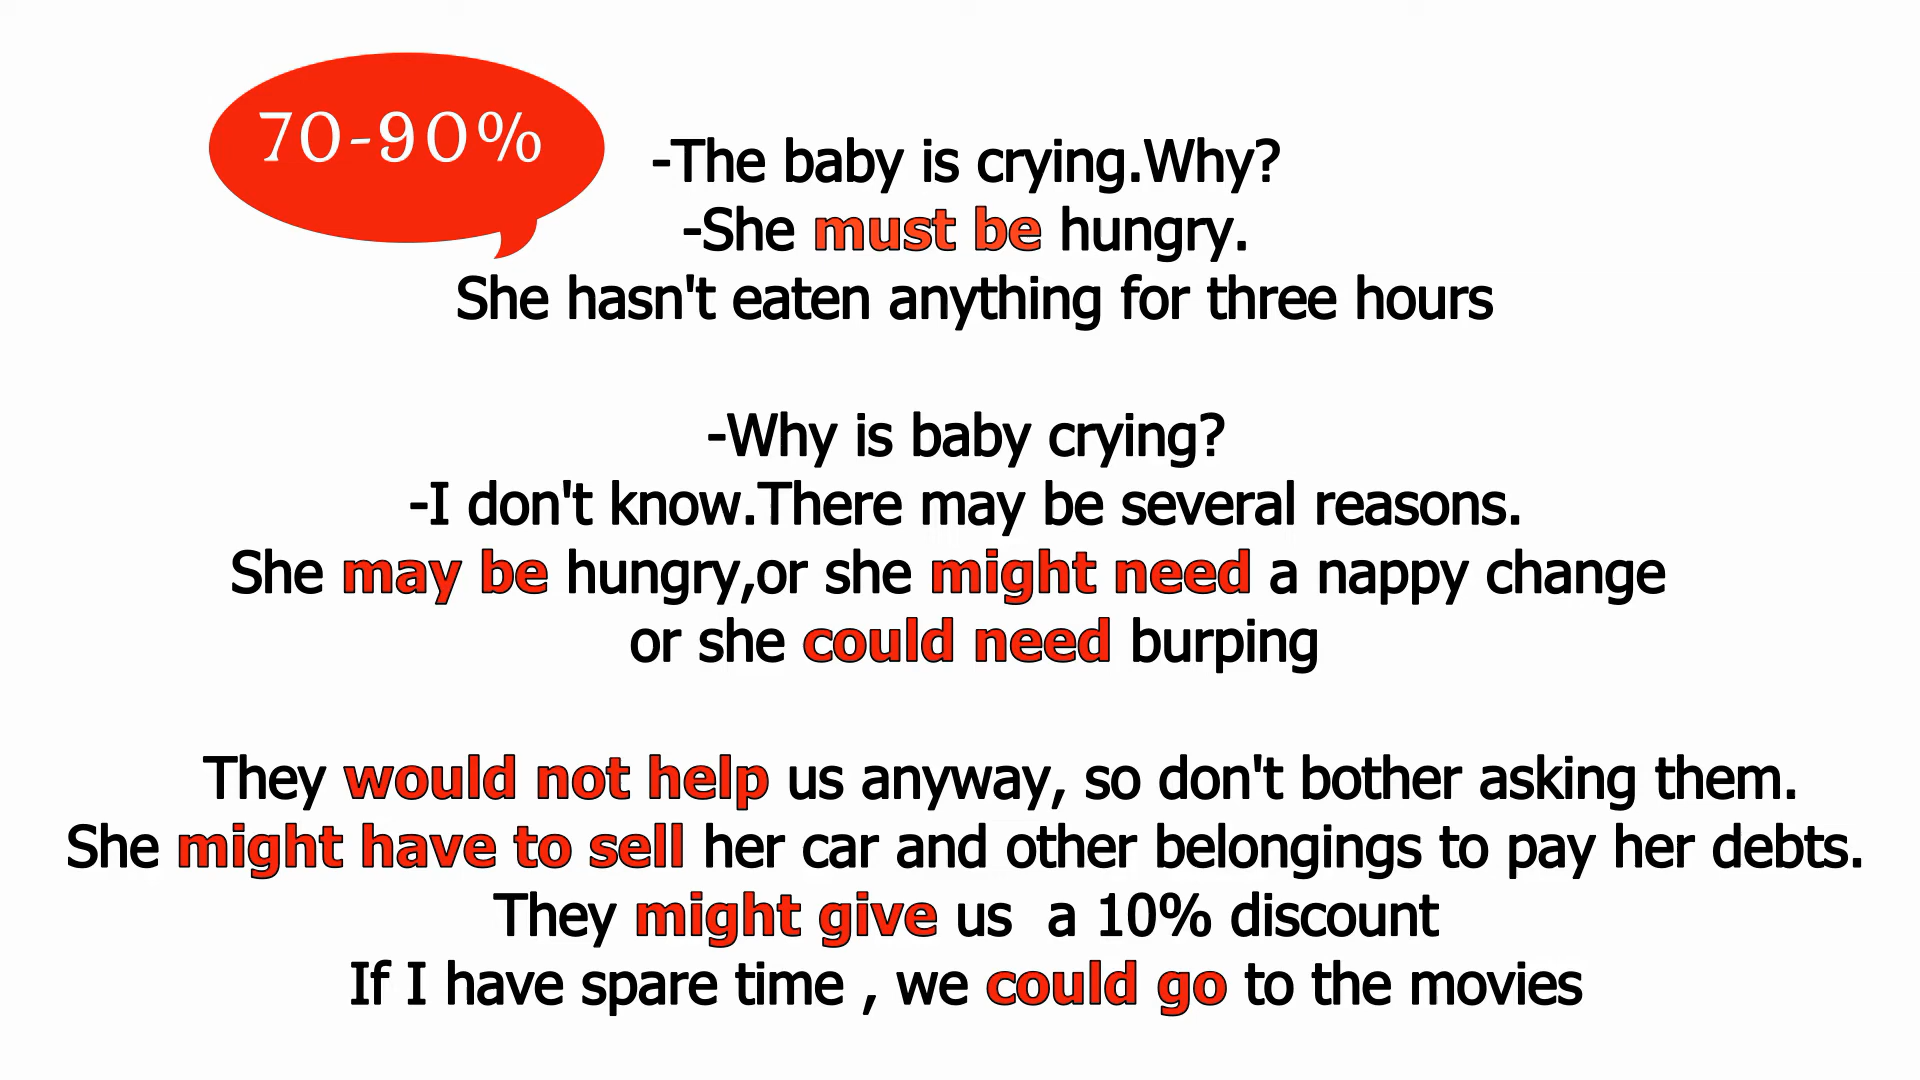 70-90%
-The baby is crying.Why?
-She must be hungry.
She hasn't eaten anything for three hours
-Why is baby crying?
-I don't know.There may be several reasons.
She may be hungry,or she might need a nappy change
or she could need burping
They would not help us anyway, so don't bother asking them.
She might have to sell her car and other belongings to pay her debts.
They might give us  a 10% discount
If I have spare time , we could go to the movies